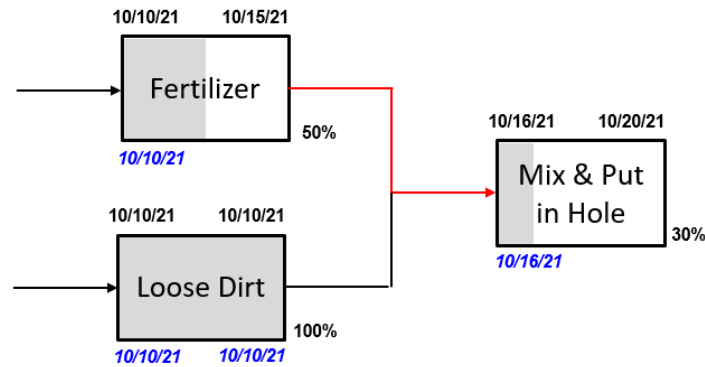 10/10/21 10/15/21
Fertilizer
50%
10/10/21
10/16/21 10/20/21
Mix & Put
in Hole
30%
10/16/21
10/10/21 10/10/21
Loose Dirt
100%
10/10/21 10/10/21